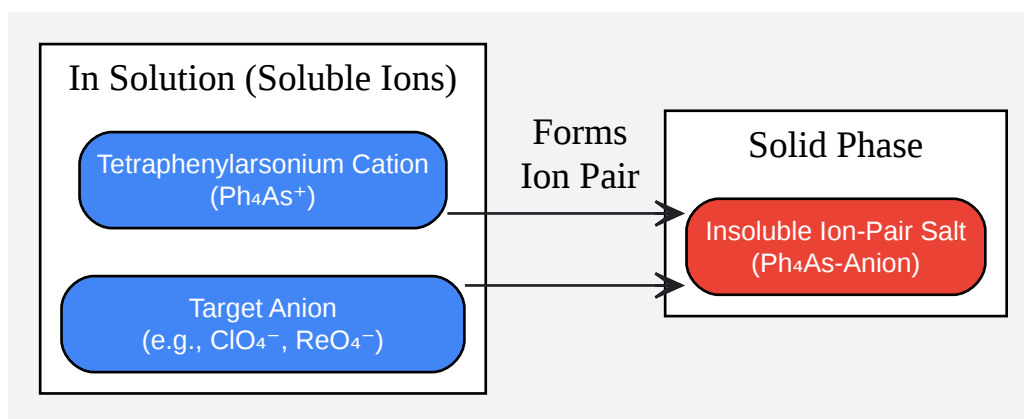 In Solution (Soluble Ions)
Tetraphenylarsonium Cation
(Ph₄As⁺)
Target Anion
(e.g., ClO₄⁻, ReO₄⁻)
Forms
Ion Pair
Solid Phase
Insoluble Ion-Pair Salt
(Ph₄As-Anion)